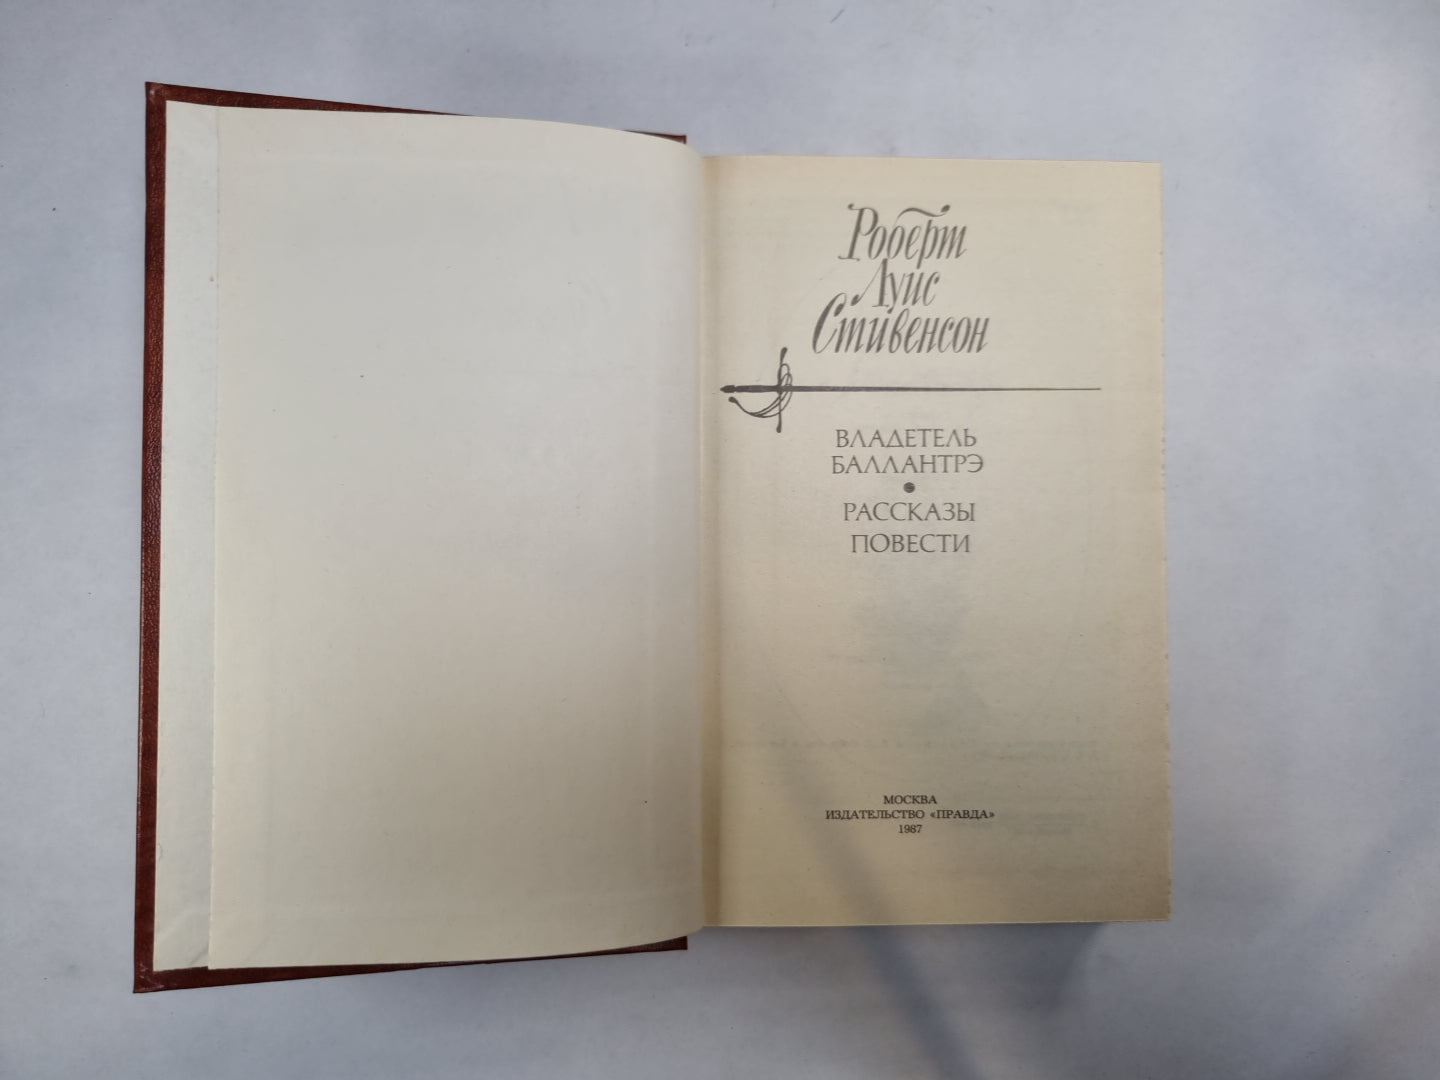 Роберт
Луис
Стивенсон
ВЛАДЕТЕЛЬ
БАЛЛАНТРЭ
•
РАССКАЗЫ
ПОВЕСТИ
МОСКВА
ИЗДАТЕЛЬСТВО «ПРАВДА»
1987